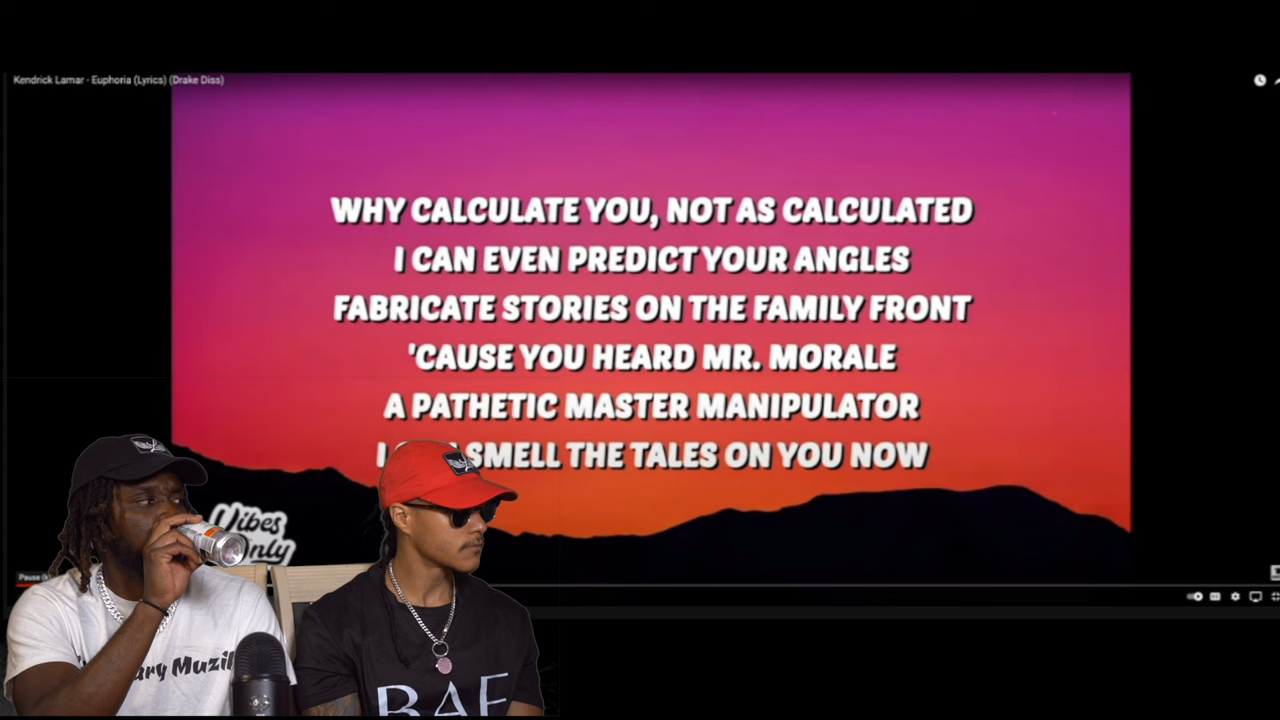 Kendrick Lamar - Euphoria (Lyrics) (Drake Diss)
WHY CALCULATE YOU, NOT AS CALCULATED
I CAN EVEN PREDICT YOUR ANGLES
FABRICATE STORIES ON THE FAMILY FRONT
'CAUSE YOU HEARD MR. MORALE
A PATHETIC MASTER MANIPULATOR
I SMELL THE TALES ON YOU NOW
Vibes
Only
Pause
BAE